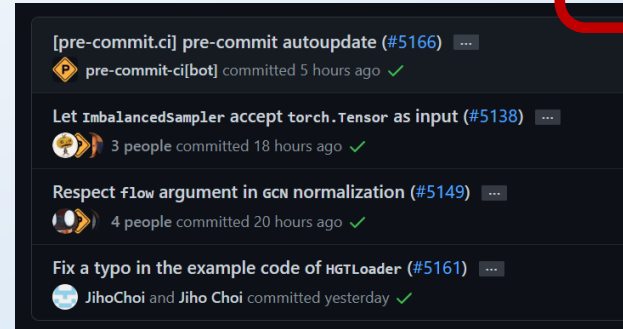 [pre-commit.ci] pre-commit autoupdate (#5166) ...
pre-commit-ci[bot] committed 5 hours ago
Let ImbalancedSampler accept torch.Tensor as input (#5138) ...
3 people committed 18 hours ago
Respect flow argument in GCN normalization (#5149) ...
4 people committed 20 hours ago
Fix a typo in the example code of HGTLoader (#5161) ...
JihoChoi and Jiho Choi committed yesterday